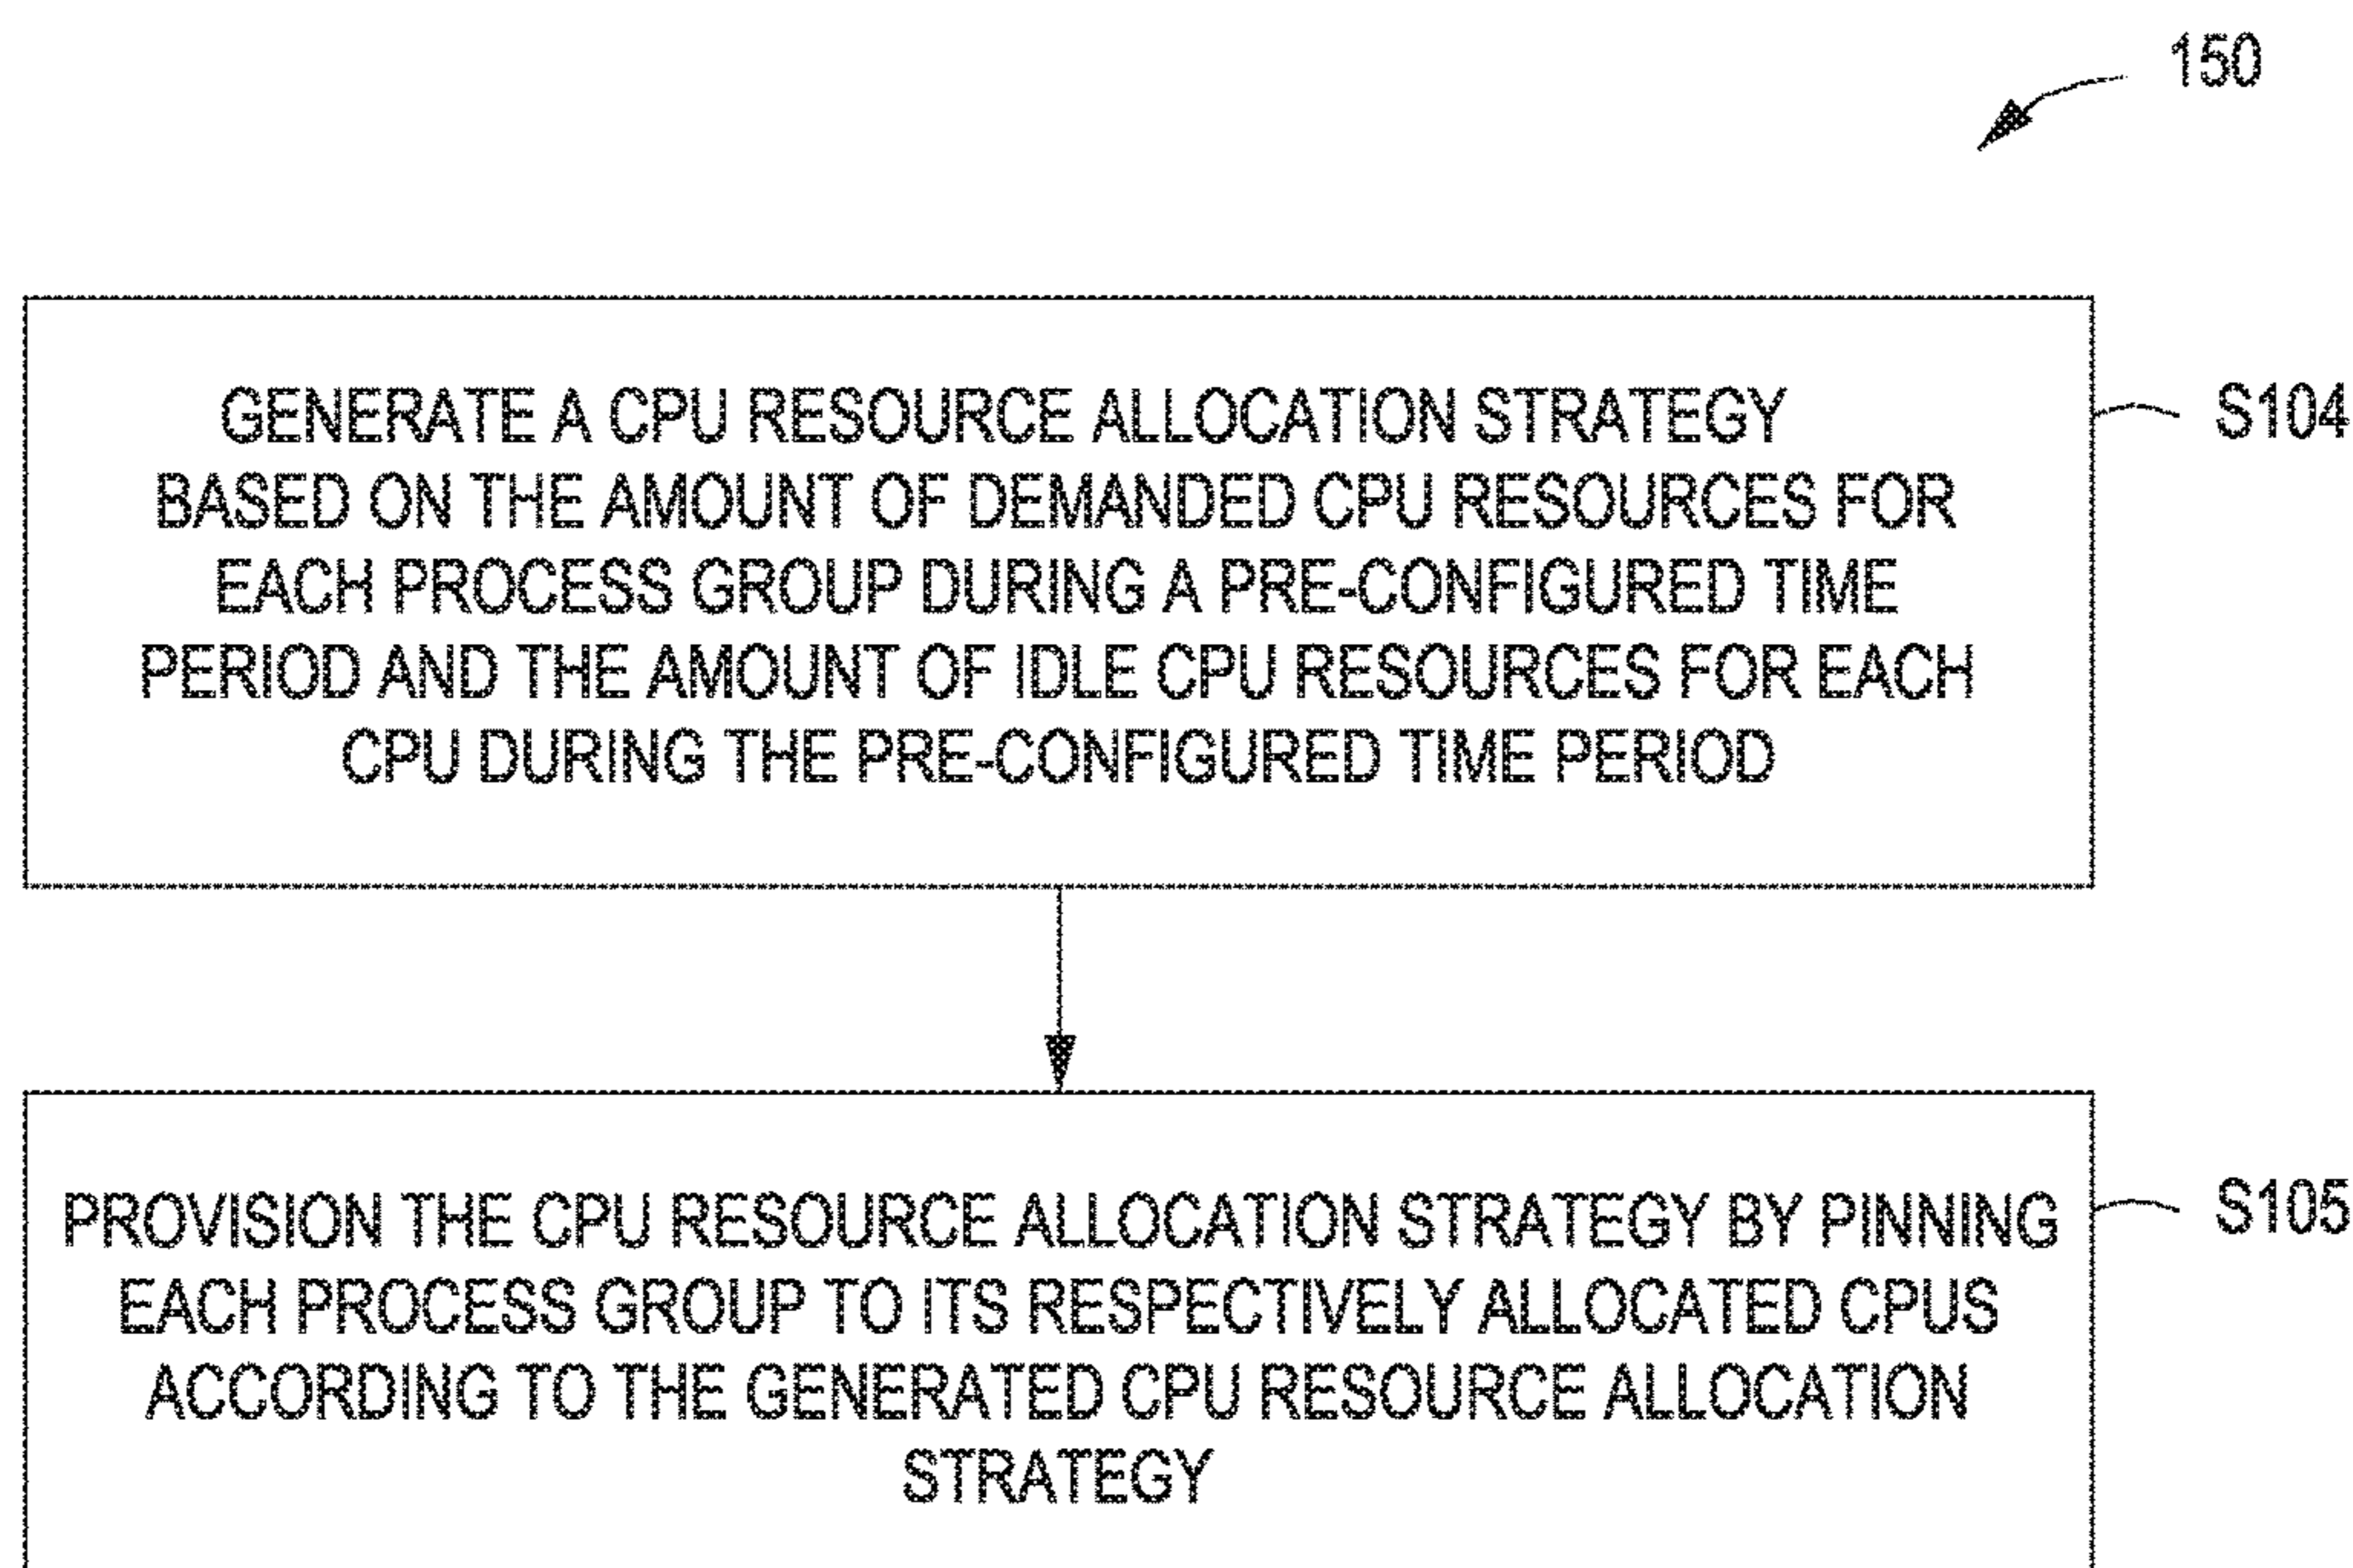 150
GENERATE A CPU RESOURCE ALLOCATION STRATEGY
BASED ON THE AMOUNT OF DEMANDED CPU RESOURCES FOR
EACH PROCESS GROUP DURING A PRE-CONFIGURED TIME
PERIOD AND THE AMOUNT OF IDLE CPU RESOURCES FOR EACH
CPU DURING THE PRE-CONFIGURED TIME PERIOD
S104
PROVISION THE CPU RESOURCE ALLOCATION STRATEGY BY PINNING
EACH PROCESS GROUP TO ITS RESPECTIVELY ALLOCATED CPUS
ACCORDING TO THE GENERATED CPU RESOURCE ALLOCATION
STRATEGY
S105